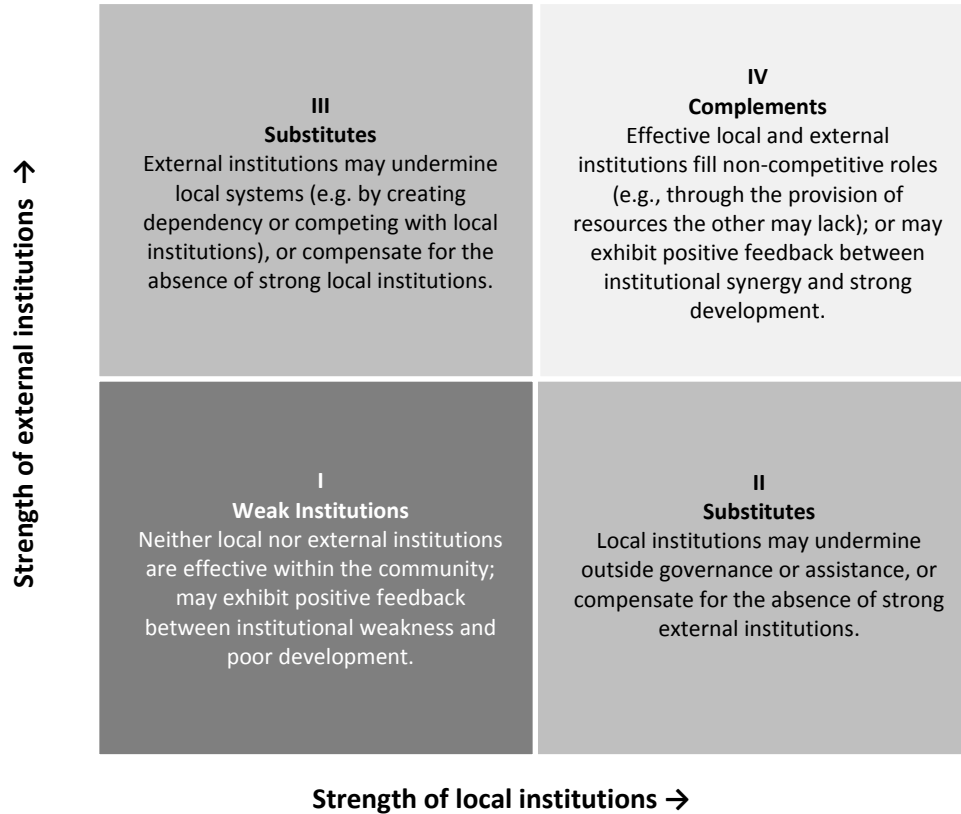 Strength of external institutions →
III
Substitutes
External institutions may undermine
local systems (e.g. by creating
dependency or competing with local
institutions), or compensate for the
absence of strong local institutions.
IV
Complements
Effective local and external
institutions fill non-competitive roles
(e.g., through the provision of
resources the other may lack); or may
exhibit positive feedback between
institutional synergy and strong
development.
I
Weak Institutions
Neither local nor external institutions
are effective within the community;
may exhibit positive feedback
between institutional weakness and
poor development.
II
Substitutes
Local institutions may undermine
outside governance or assistance, or
compensate for the absence of strong
external institutions.
Strength of local institutions →